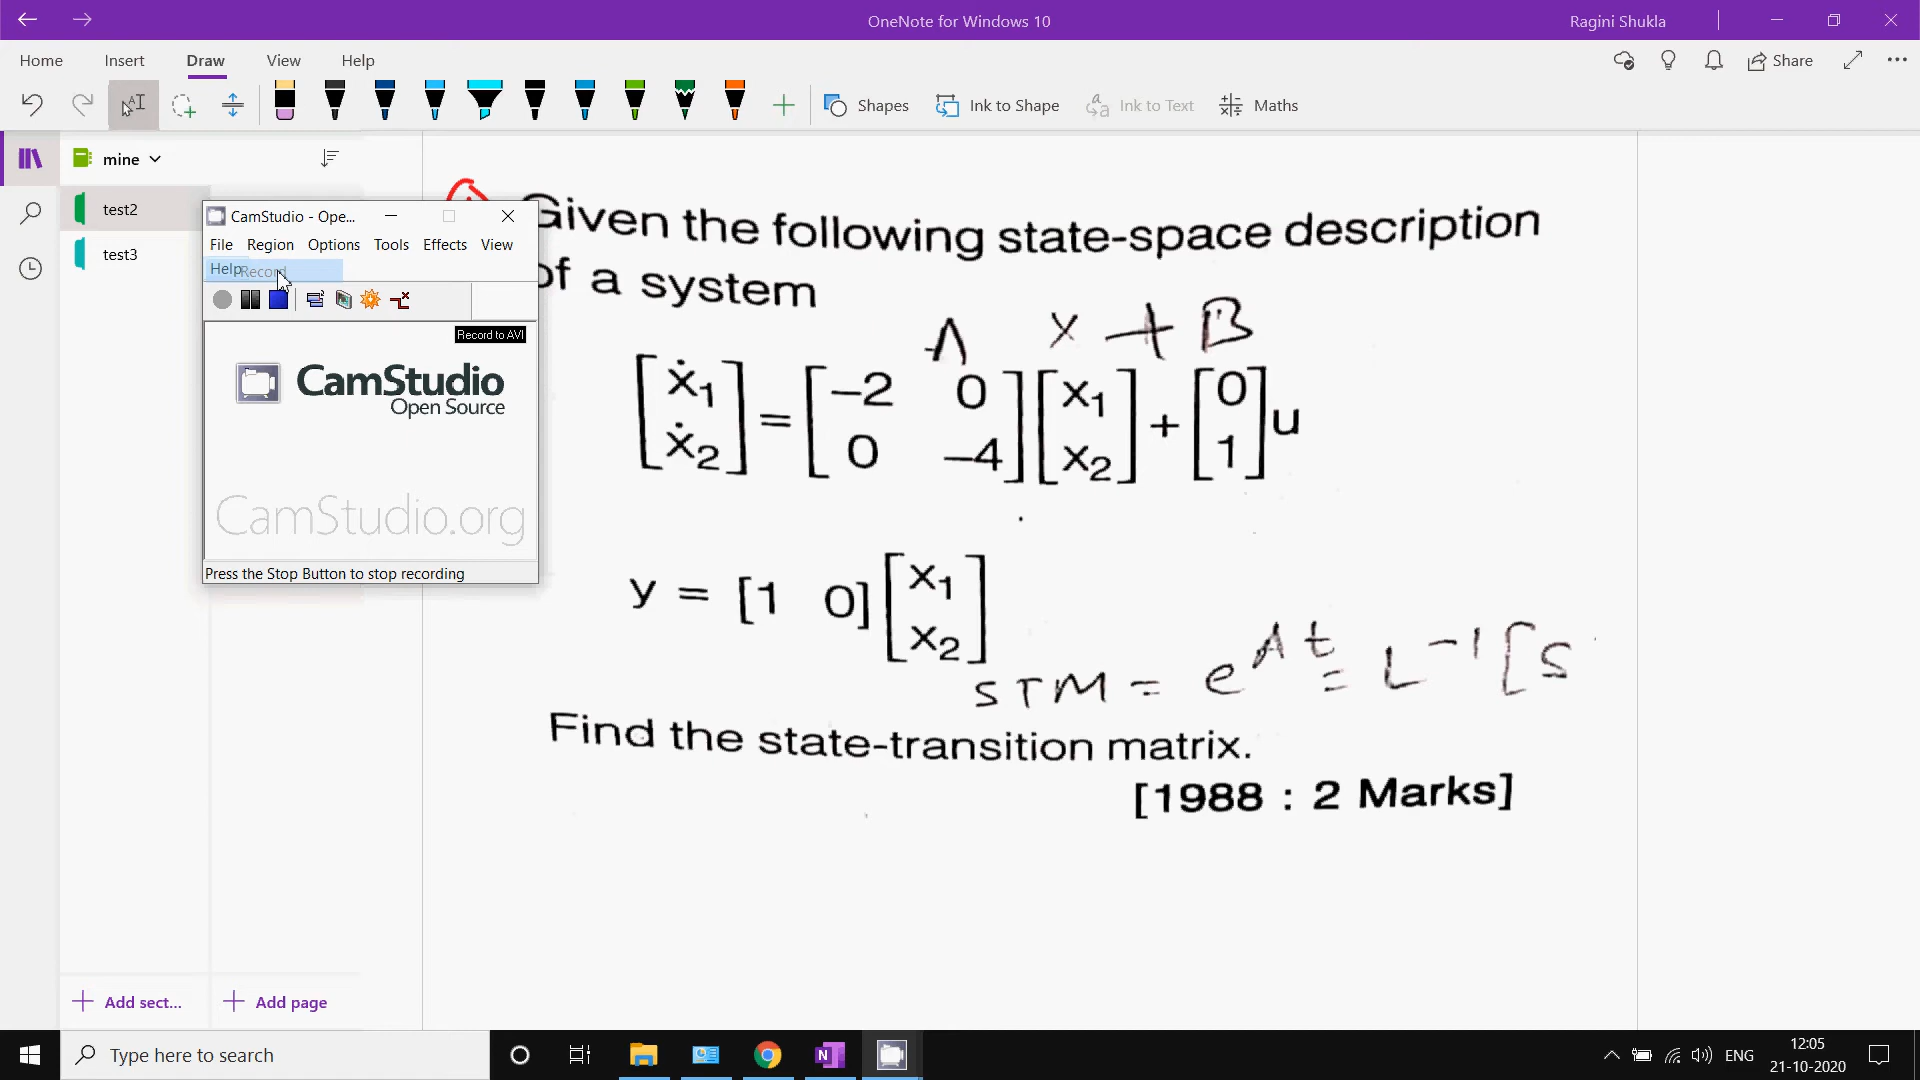 OneNote for Windows 10
Ragini Shukla
Home Insert Draw View Help
Share
Shapes
Ink to Shape
Ink to Text
Maths
mine
test2
test3
CamStudio - Ope...
File Region Options Tools Effects View
Help
Record
Record to AVI
CamStudio
Open Source
CamStudio.org
Press the Stop Button to stop recording
Given the following state-space description
of a system
A X + B
[ẋ1 ẋ2] = [−2 0 0 −4] [x1 x2] + [0 1] u
y = [1 0] [x1 x2]
STM = e^At = L^-1 [S
Find the state-transition matrix.
[1988 : 2 Marks]
Add sect...
Add page
Type here to search
ENG
12:05
21-10-2020